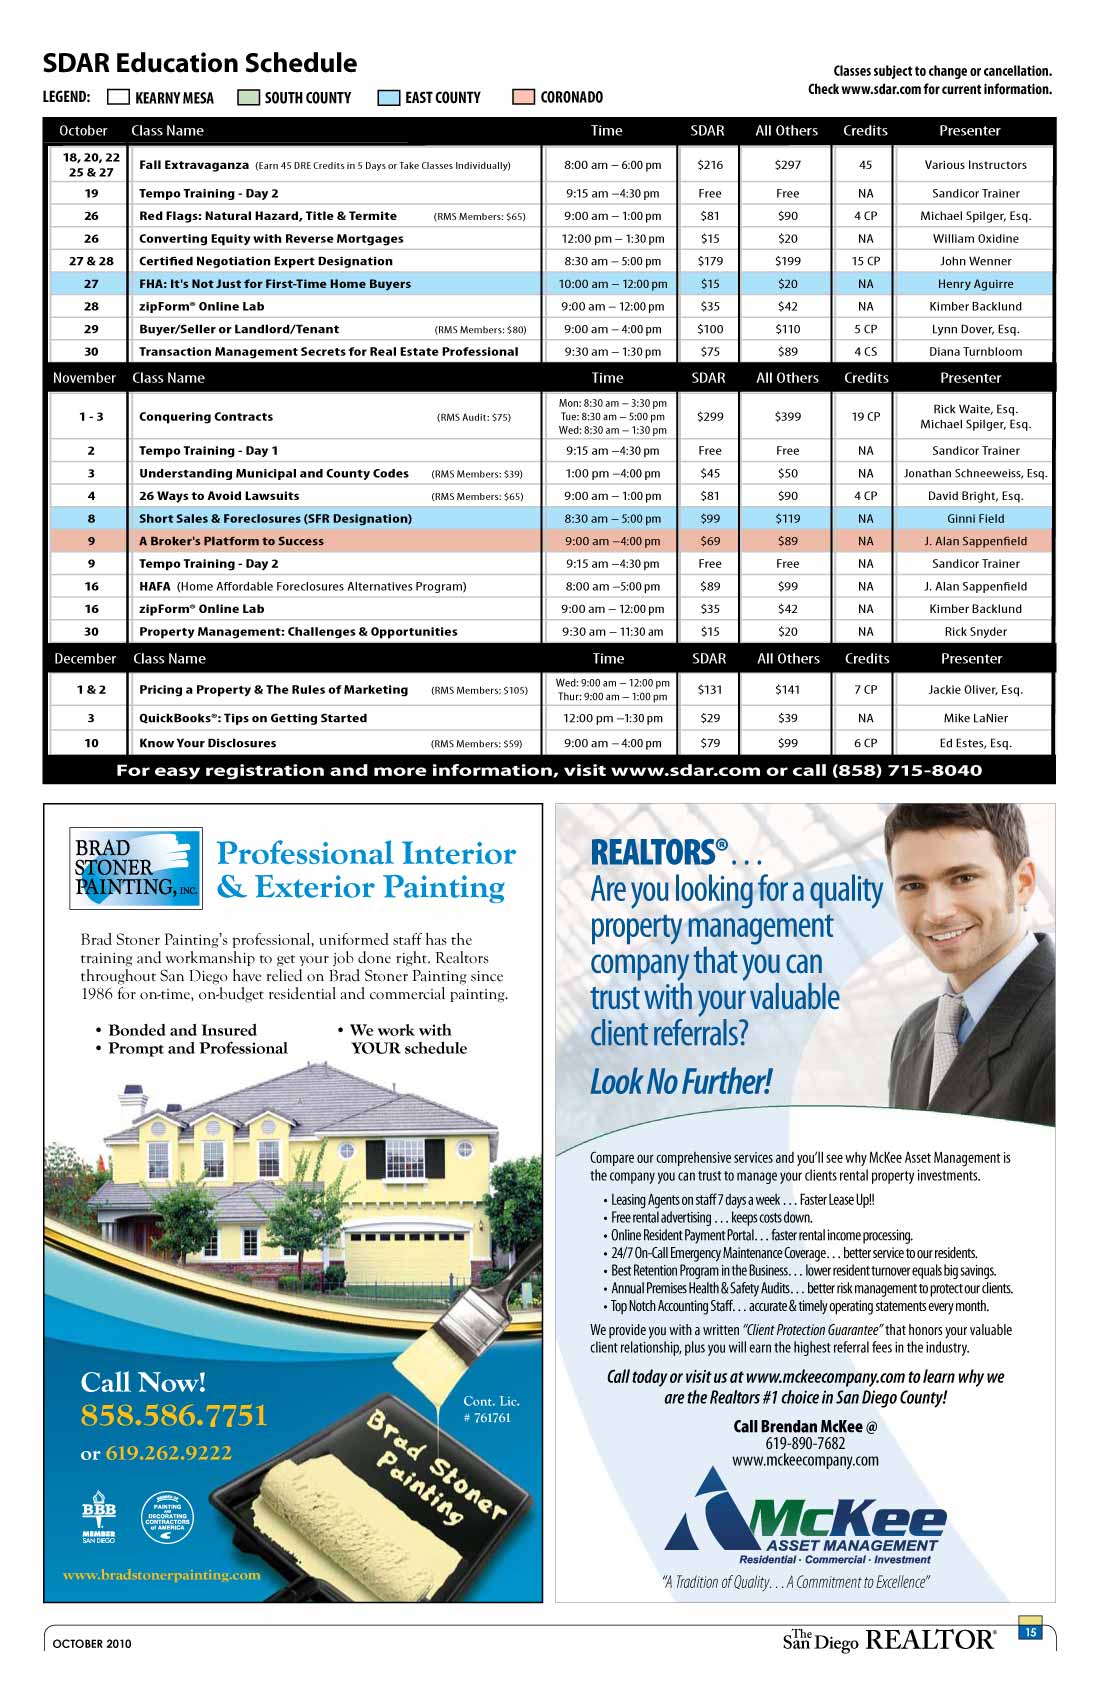 SDAR Education Schedule
LEGEND: KEARNY MESA SOUTH COUNTY EAST COUNTY CORONADO
Classes subject to change or cancellation.
Check www.sdar.com for current information.
October Class Name Time SDAR All Others Credits Presenter
18, 20, 22
25 & 27 Fall Extravaganza (Earn 45 DRE Credits in 5 Days or Take Classes Individually) 8:00 am – 6:00 pm $216 $297 45 Various Instructors
19 Tempo Training - Day 2 9:15 am –4:30 pm Free Free NA Sandicor Trainer
26 Red Flags: Natural Hazard, Title & Termite (RMS Members: $65) 9:00 am – 1:00 pm $81 $90 4 CP Michael Spilger, Esq.
26 Converting Equity with Reverse Mortgages 12:00 pm – 1:30 pm $15 $20 NA William Oxidine
27 & 28 Certified Negotiation Expert Designation 8:30 am – 5:00 pm $179 $199 15 CP John Wenner
27 FHA: It's Not Just for First-Time Home Buyers 10:00 am – 12:00 pm $15 $20 NA Henry Aguirre
28 zipForm® Online Lab 9:00 am – 12:00 pm $35 $42 NA Kimber Backlund
29 Buyer/Seller or Landlord/Tenant (RMS Members: $80) 9:00 am – 4:00 pm $100 $110 5 CP Lynn Dover, Esq.
30 Transaction Management Secrets for Real Estate Professional 9:30 am – 1:30 pm $75 $89 4 CS Diana Turnbloom
November Class Name Time SDAR All Others Credits Presenter
1 - 3 Conquering Contracts (RMS Audit: $75) Mon: 8:30 am – 3:30 pm
Tue: 8:30 am – 5:00 pm
Wed: 8:30 am – 1:30 pm $299 $399 19 CP Rick Waite, Esq.
Michael Spilger, Esq.
2 Tempo Training - Day 1 9:15 am –4:30 pm Free Free NA Sandicor Trainer
3 Understanding Municipal and County Codes (RMS Members: $39) 1:00 pm –4:00 pm $45 $50 NA Jonathan Schneeweiss, Esq.
4 26 Ways to Avoid Lawsuits (RMS Members: $65) 9:00 am – 1:00 pm $81 $90 4 CP David Bright, Esq.
8 Short Sales & Foreclosures (SFR Designation) 8:30 am – 5:00 pm $99 $119 NA Ginni Field
9 A Broker's Platform to Success 9:00 am –4:00 pm $69 $89 NA J. Alan Sappenfield
9 Tempo Training - Day 2 9:15 am –4:30 pm Free Free NA Sandicor Trainer
16 HAFA (Home Affordable Foreclosures Alternatives Program) 8:00 am –5:00 pm $89 $99 NA J. Alan Sappenfield
16 zipForm® Online Lab 9:00 am – 12:00 pm $35 $42 NA Kimber Backlund
30 Property Management: Challenges & Opportunities 9:30 am – 11:30 am $15 $20 NA Rick Snyder
December Class Name Time SDAR All Others Credits Presenter
1 & 2 Pricing a Property & The Rules of Marketing (RMS Members: $105) Wed: 9:00 am – 12:00 pm
Thur: 9:00 am – 1:00 pm $131 $141 7 CP Jackie Oliver, Esq.
3 QuickBooks®: Tips on Getting Started 12:00 pm –1:30 pm $29 $39 NA Mike LaNier
10 Know Your Disclosures (RMS Members: $59) 9:00 am – 4:00 pm $79 $99 6 CP Ed Estes, Esq.
For easy registration and more information, visit www.sdar.com or call (858) 715-8040
BRAD
STONER
PAINTING, INC.
Professional Interior
& Exterior Painting
Brad Stoner Painting's professional, uniformed staff has the
training and workmanship to get your job done right. Realtors
throughout San Diego have relied on Brad Stoner Painting since
1986 for on-time, on-budget residential and commercial painting.
• Bonded and Insured
• Prompt and Professional
• We work with
YOUR schedule
Call Now!
858.586.7751
or 619.262.9222
Cont. Lic.
# 761761
Brad Stoner
Painting
BBB
MEMBER
SAN DIEGO
MEMBER OF
PAINTING
AND
DECORATING
CONTRACTORS
of AMERICA
www.bradstonerpainting.com
REALTORS®...
Are you looking for a quality
property management
company that you can
trust with your valuable
client referrals?
Look No Further!
Compare our comprehensive services and you'll see why McKee Asset Management is
the company you can trust to manage your clients rental property investments.
• Leasing Agents on staff 7 days a week . . . Faster Lease Up!!
• Free rental advertising . . . keeps costs down.
• Online Resident Payment Portal. . . faster rental income processing.
• 24/7 On-Call Emergency Maintenance Coverage. . . better service to our residents.
• Best Retention Program in the Business. . . lower resident turnover equals big savings.
• Annual Premises Health & Safety Audits. . . better risk management to protect our clients.
• Top Notch Accounting Staff. . . accurate & timely operating statements every month.
We provide you with a written "Client Protection Guarantee" that honors your valuable
client relationship, plus you will earn the highest referral fees in the industry.
Call today or visit us at www.mckeecompany.com to learn why we
are the Realtors #1 choice in San Diego County!
Call Brendan McKee @
619-890-7682
www.mckeecompany.com
McKee
ASSET MANAGEMENT
Residential · Commercial · Investment
"A Tradition of Quality. . . A Commitment to Excellence"
OCTOBER 2010
The San Diego REALTOR®
15